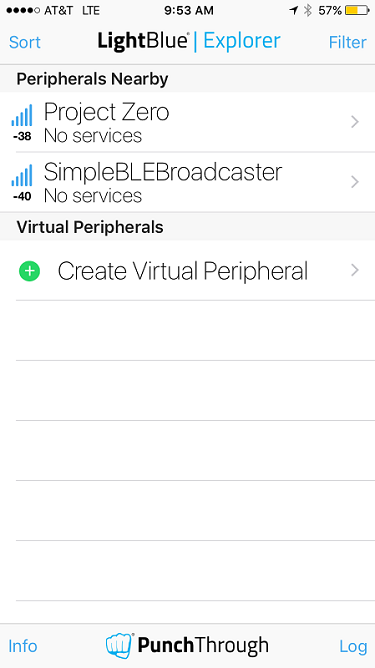 AT&T LTE 9:53 AM 57%
Sort LightBlue | Explorer Filter
Peripherals Nearby
Project Zero
-38 No services
SimpleBLEBroadcaster
-40 No services
Virtual Peripherals
Create Virtual Peripheral
Info PunchThrough Log